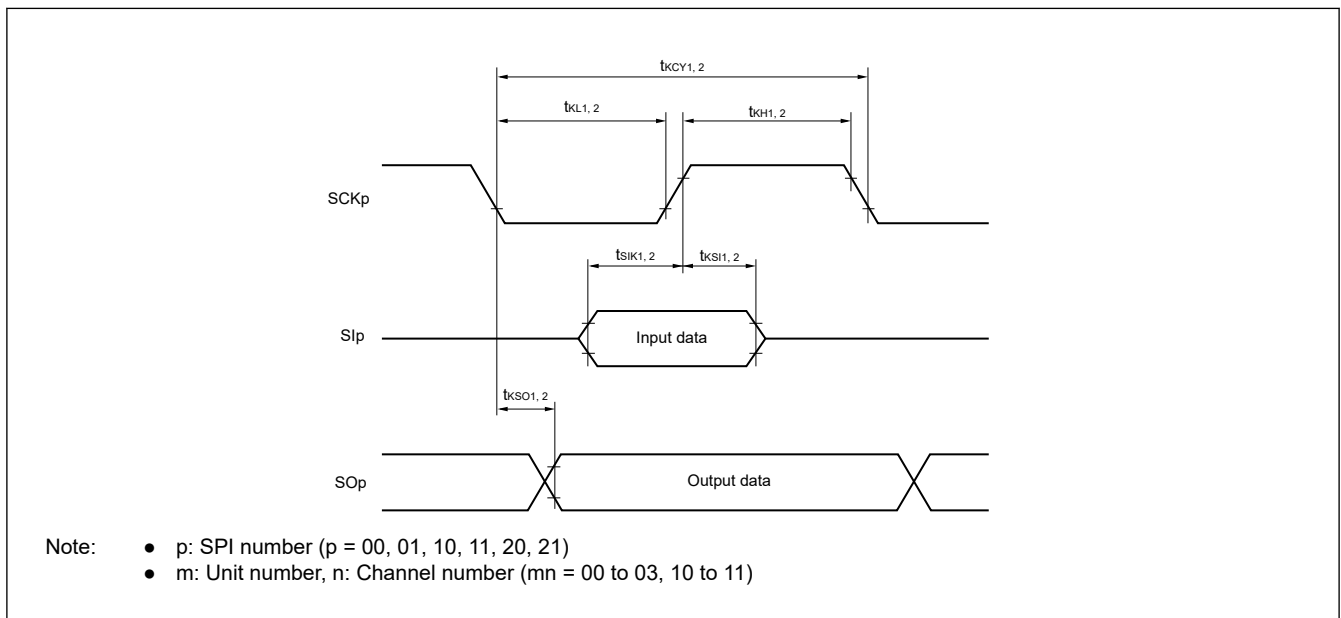 tKCY1, 2
tKL1, 2
tKH1, 2
SCKp
tSIK1, 2
tKSI1, 2
SIp
Input data
tKSO1, 2
SOp
Output data
Note: ● p: SPI number (p = 00, 01, 10, 11, 20, 21)
● m: Unit number, n: Channel number (mn = 00 to 03, 10 to 11)